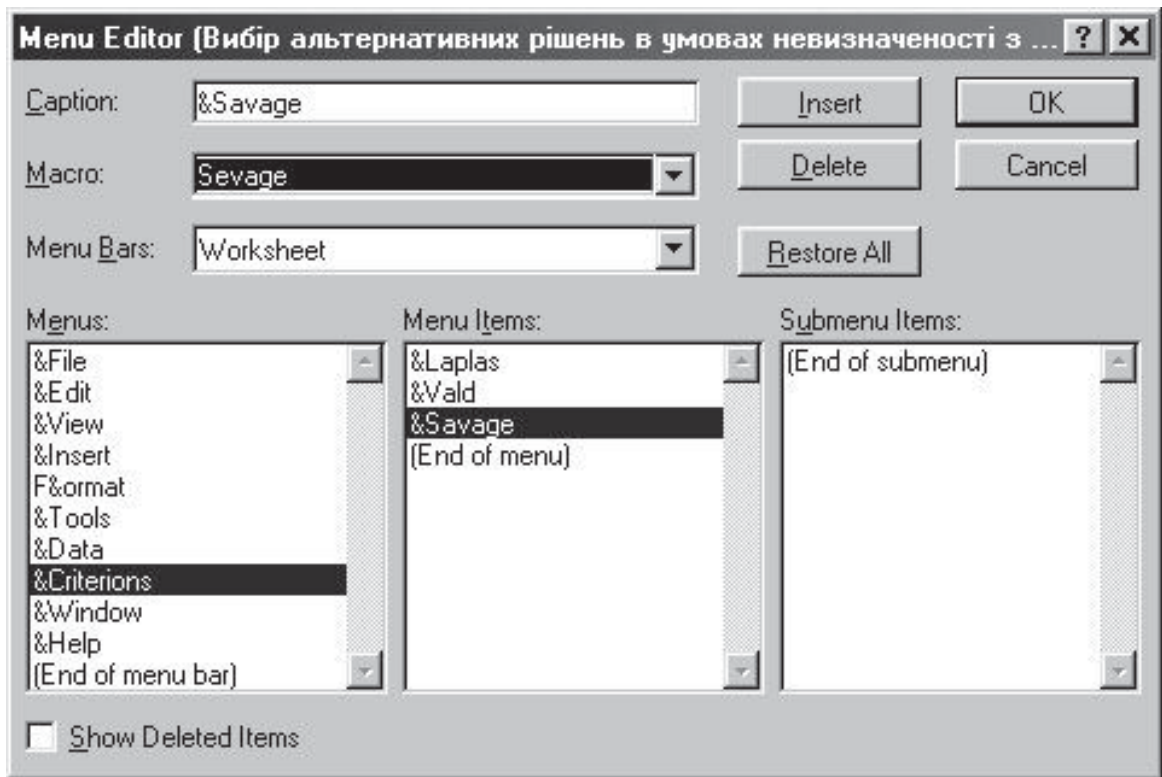 Menu Editor (Вибір альтернативних рішень в умовах невизначеності з ...
Caption: &Savage Insert OK
Macro: Sevage Delete Cancel
Menu Bars: Worksheet Restore All
Menus: Menu Items: Submenu Items:
&File &Laplas (End of submenu)
&Edit &Vald
&View &Savage
&Insert (End of menu)
F&ormat
&Tools
&Data
&Criterions
&Window
&Help
(End of menu bar)
Show Deleted Items